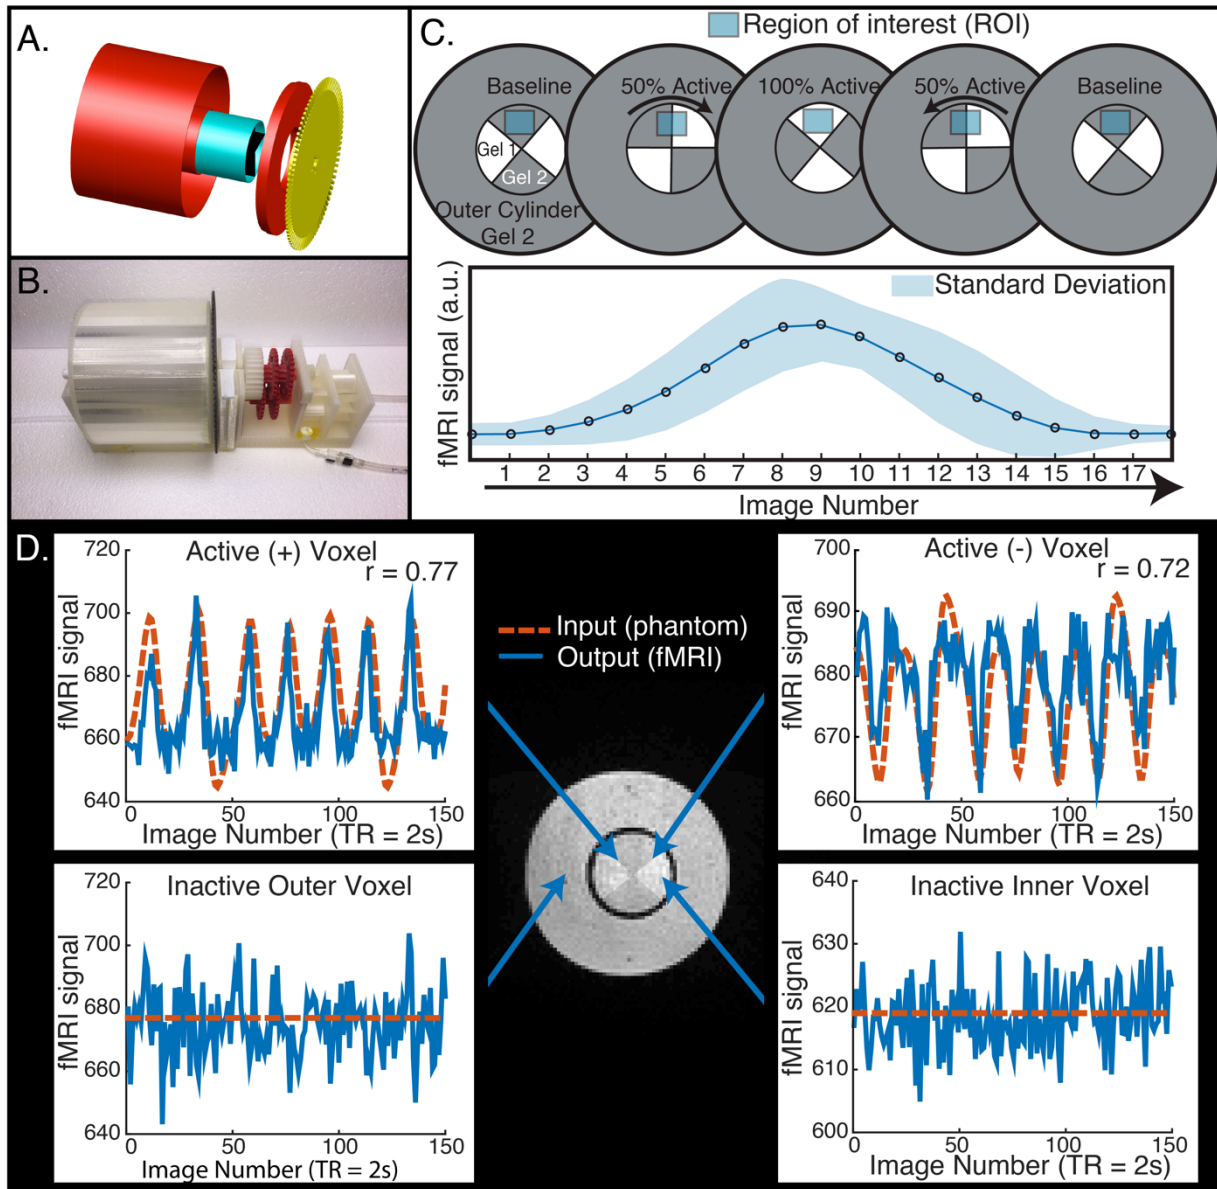 A.
B.
C.
Region of interest (ROI)
Baseline
50% Active
100% Active
50% Active
Baseline
Gel 1
Gel 2
Outer Cylinder
Gel 2
Standard Deviation
fMRI signal (a.u.)
1 2 3 4 5 6 7 8 9 10 11 12 13 14 15 16 17
Image Number
D.
Active (+) Voxel
r = 0.77
fMRI signal
720
700
680
660
640
0 50 100 150
Image Number (TR = 2s)
Input (phantom)
Output (fMRI)
Active (-) Voxel
r = 0.72
fMRI signal
700
690
680
670
660
0 50 100 150
Image Number (TR = 2s)
Inactive Outer Voxel
fMRI signal
720
700
680
660
640
0 50 100 150
Image Number (TR = 2s)
Inactive Inner Voxel
fMRI signal
640
630
620
610
600
0 50 100 150
Image Number (TR = 2s)